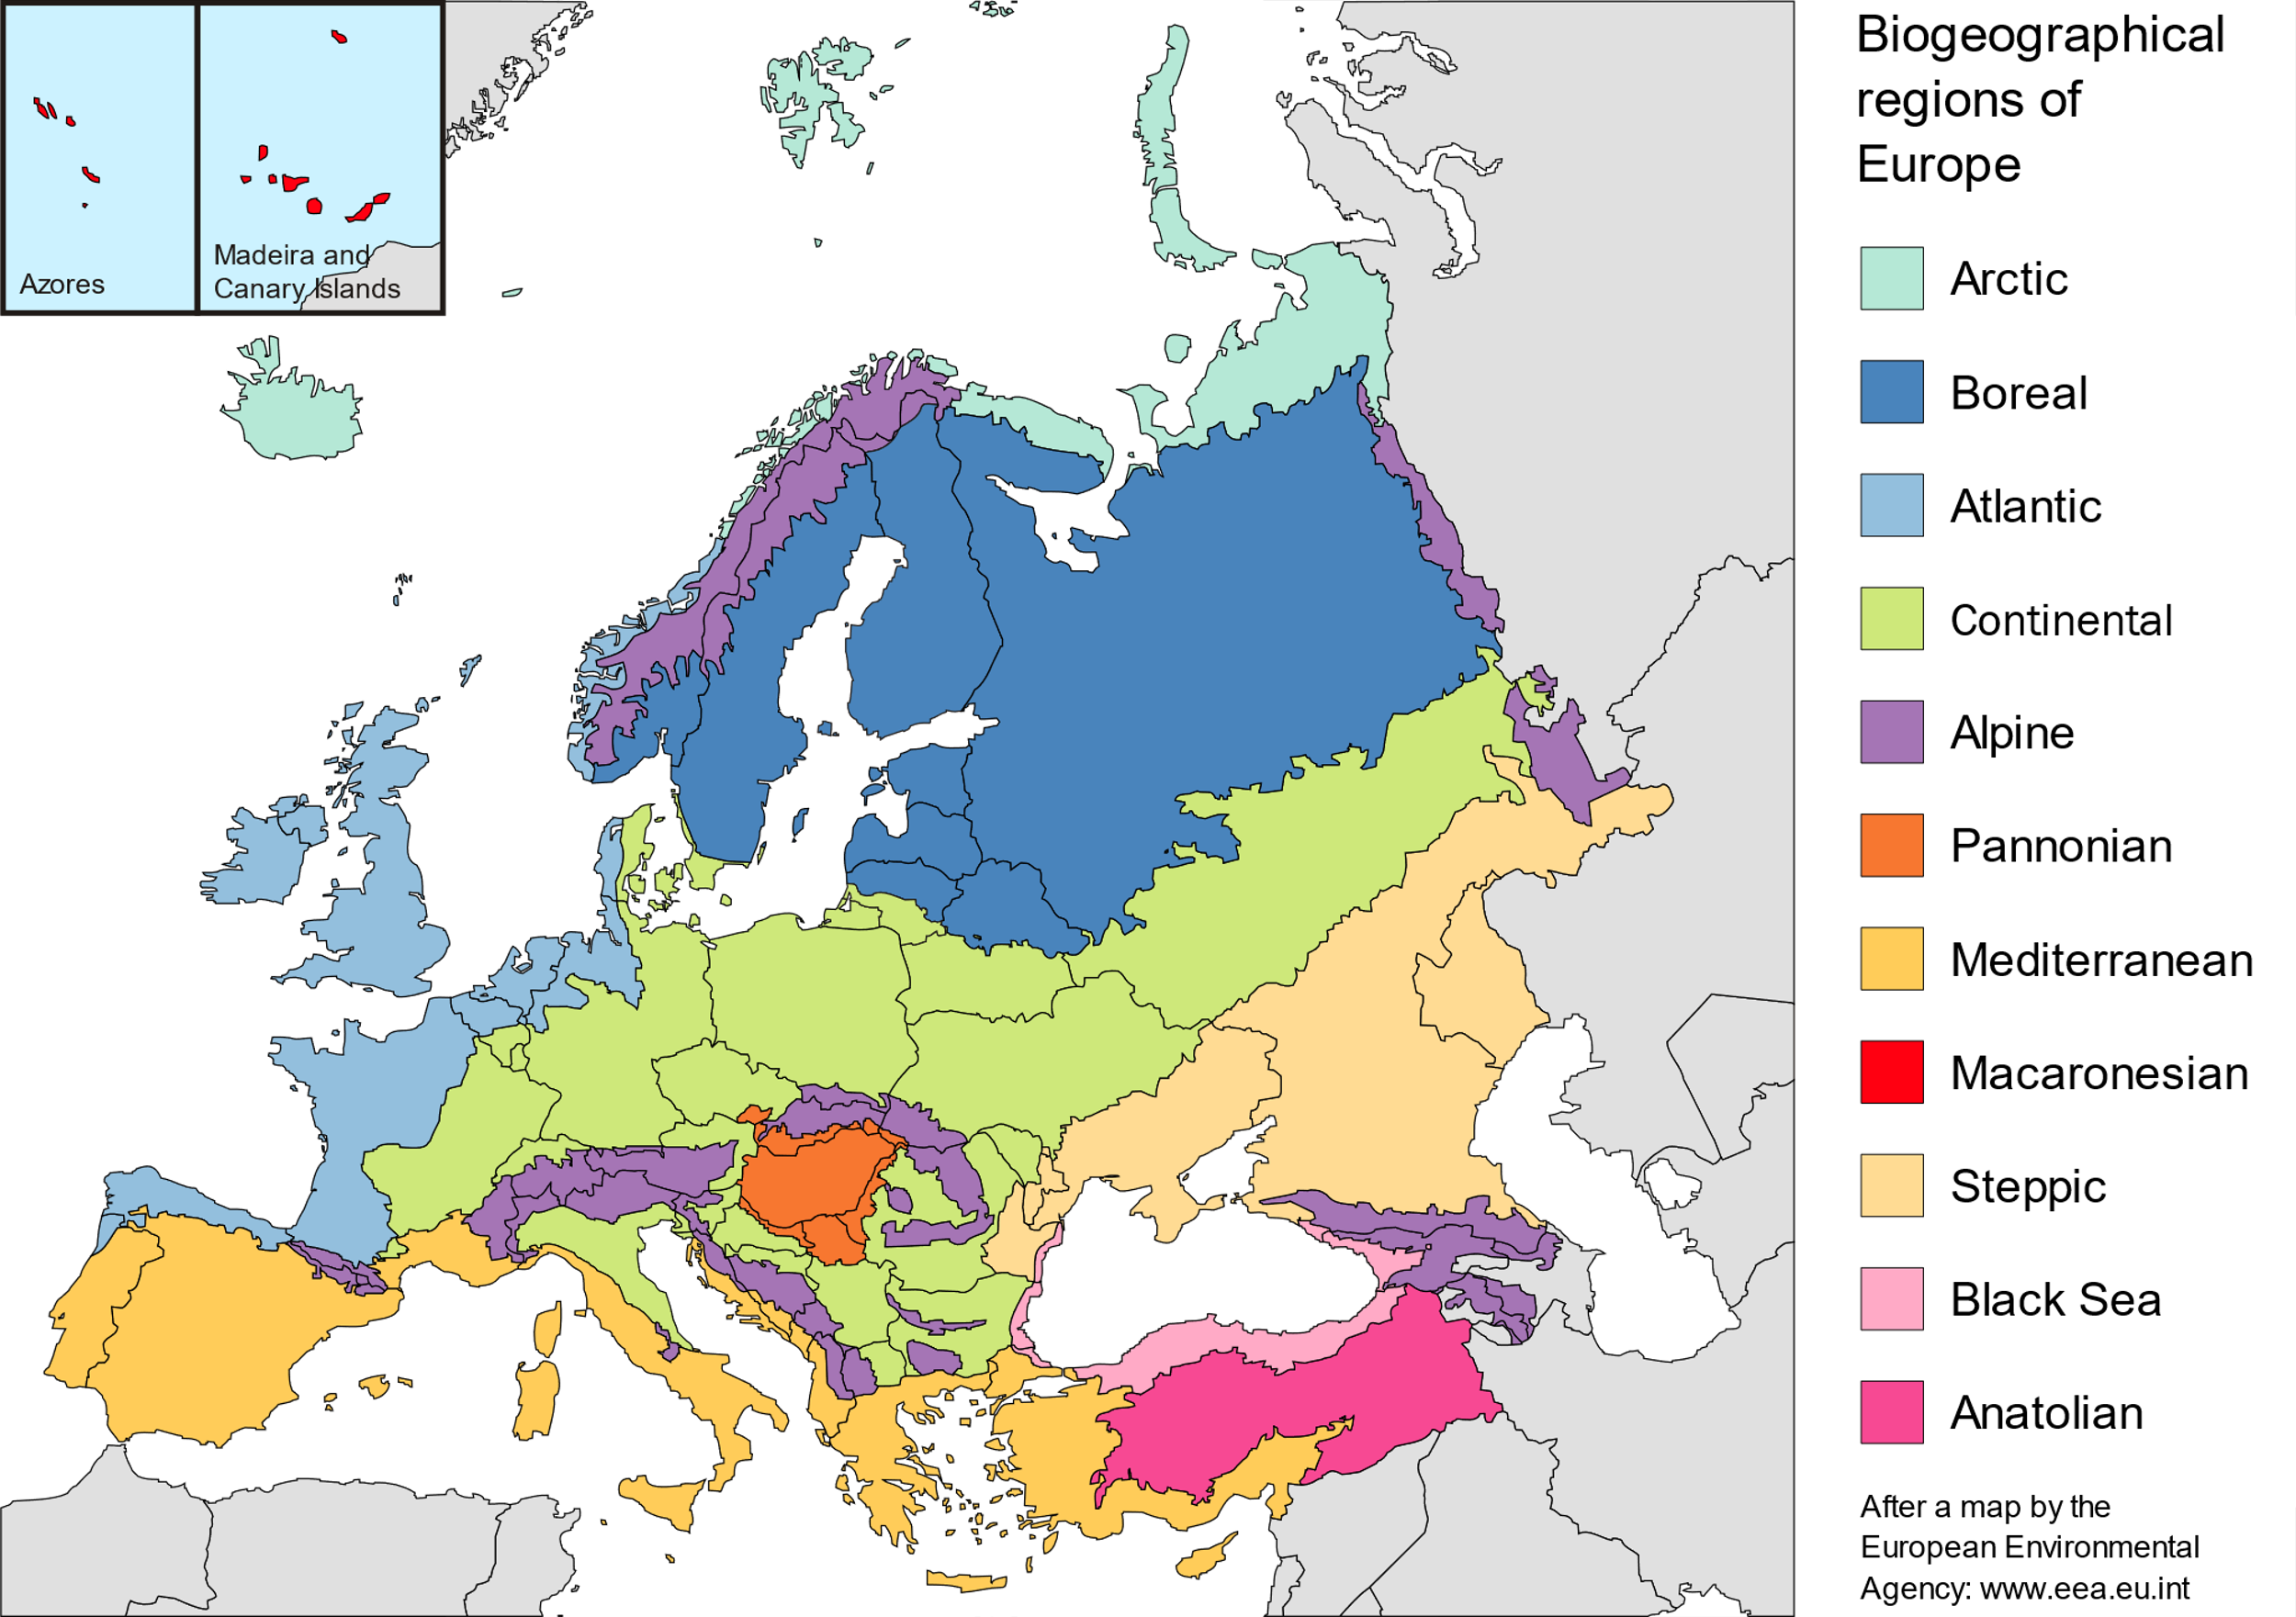 Biogeographical
regions of
Europe
Azores
Madeira and
Canary Islands
Arctic
Boreal
Atlantic
Continental
Alpine
Pannonian
Mediterranean
Macaronesian
Steppic
Black Sea
Anatolian
After a map by the
European Environmental
Agency: www.eea.eu.int